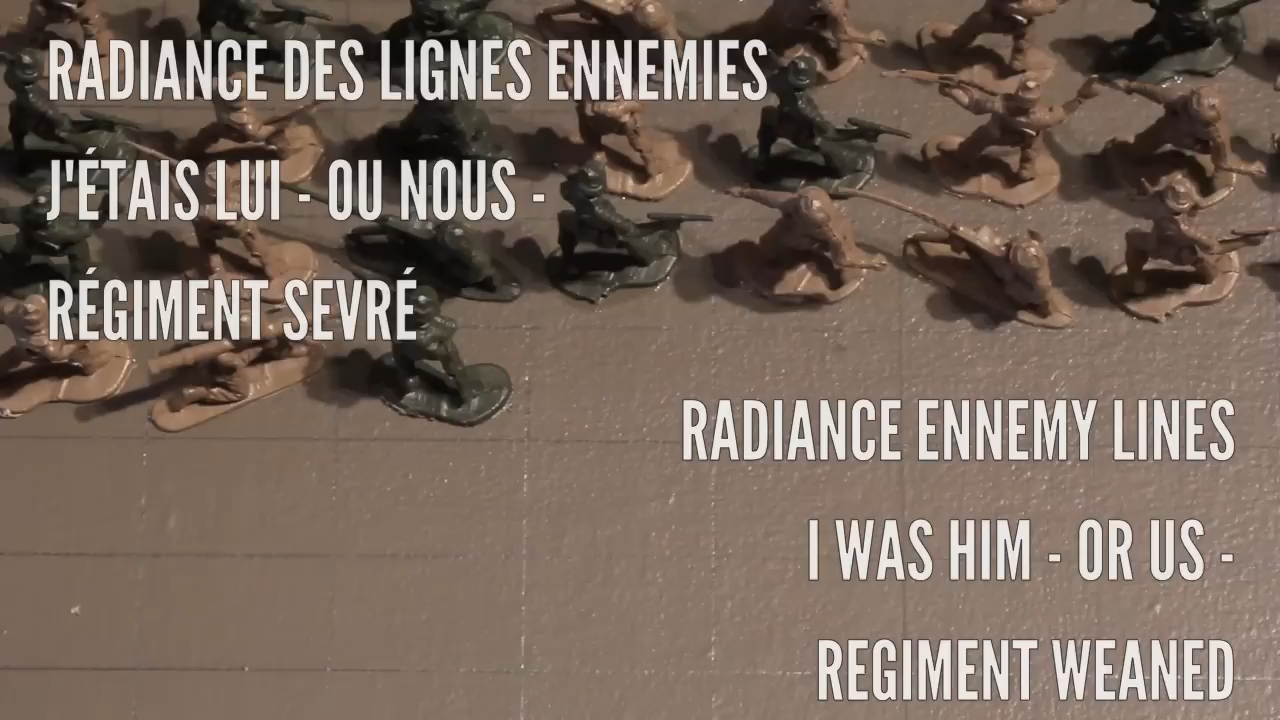 RADIANCE DES LIGNES ENNEMIES
J'ÉTAIS LUI - OU NOUS -
RÉGIMENT SEVRÉ
RADIANCE ENNEMY LINES
I WAS HIM - OR US -
REGIMENT WEANED